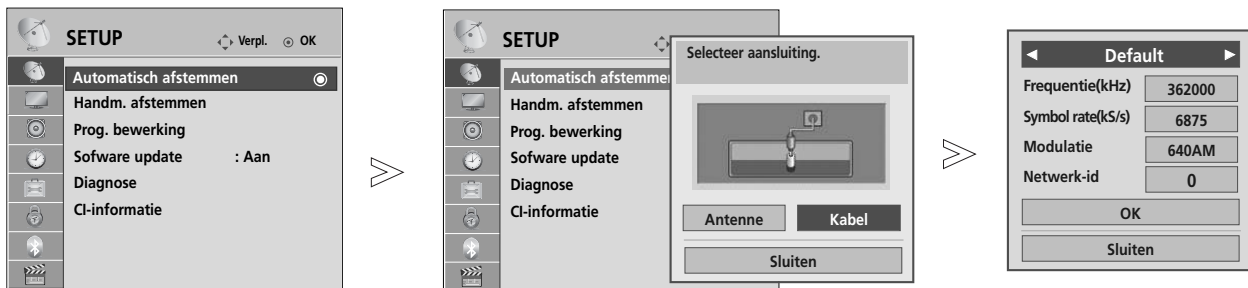 SETUP
Verpl. OK
Automatisch afstemmen
Handm. afstemmen
Prog. bewerking
Sofware update : Aan
Diagnose
CI-informatie
SETUP
Automatisch afstemme
Handm. afstemmen
Prog. bewerking
Sofware update
Diagnose
CI-informatie
Selecteer aansluiting.
Antenne Kabel
Sluiten
Default
Frequentie(kHz) 362000
Symbol rate(kS/s) 6875
Modulatie 640AM
Netwerk-id 0
OK
Sluiten